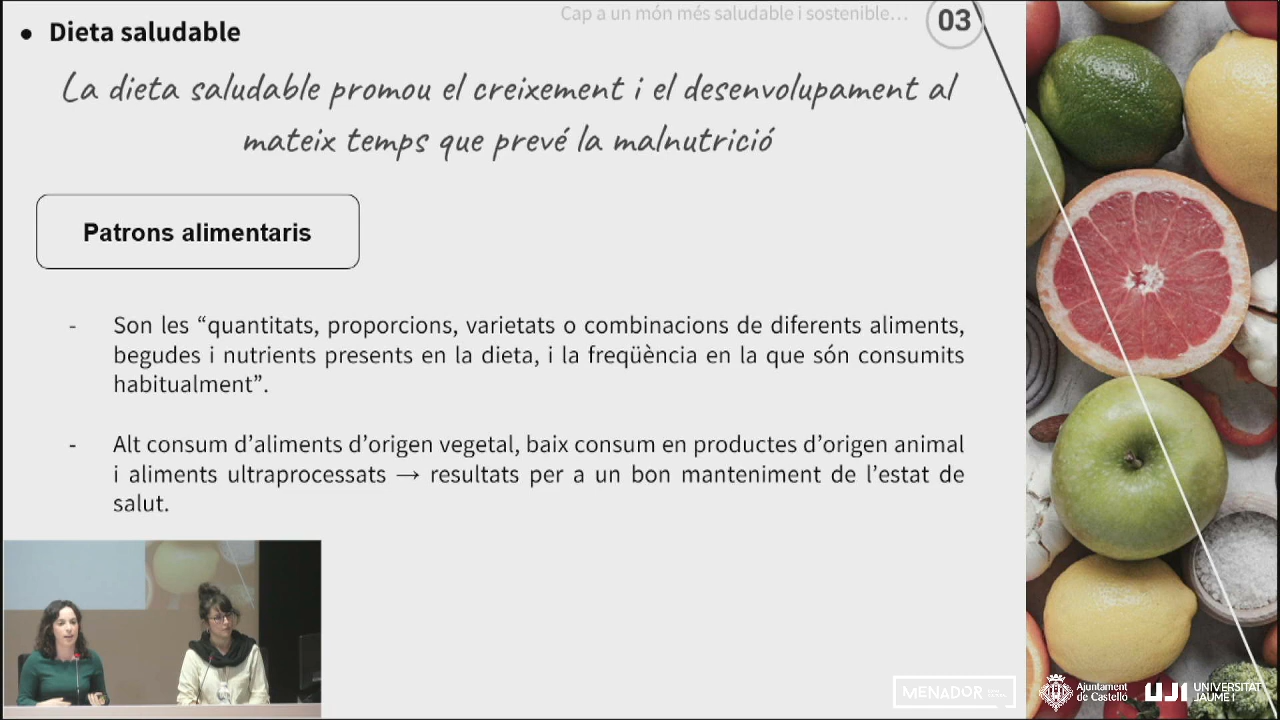 Cap a un món més saludable i sostenible...
03
● Dieta saludable
La dieta saludable promou el creixement i el desenvolupament al
mateix temps que prevé la malnutrició
Patrons alimentaris
- Son les “quantitats, proporcions, varietats o combinacions de diferents aliments,
begudes i nutrients presents en la dieta, i la freqüència en la que són consumits
habitualment”.
- Alt consum d’aliments d’origen vegetal, baix consum en productes d’origen animal
i aliments ultraprocessats → resultats per a un bon manteniment de l’estat de
salut.
MENADOR
Ajuntament
de Castelló
UJI UNIVERSITAT
JAUME I